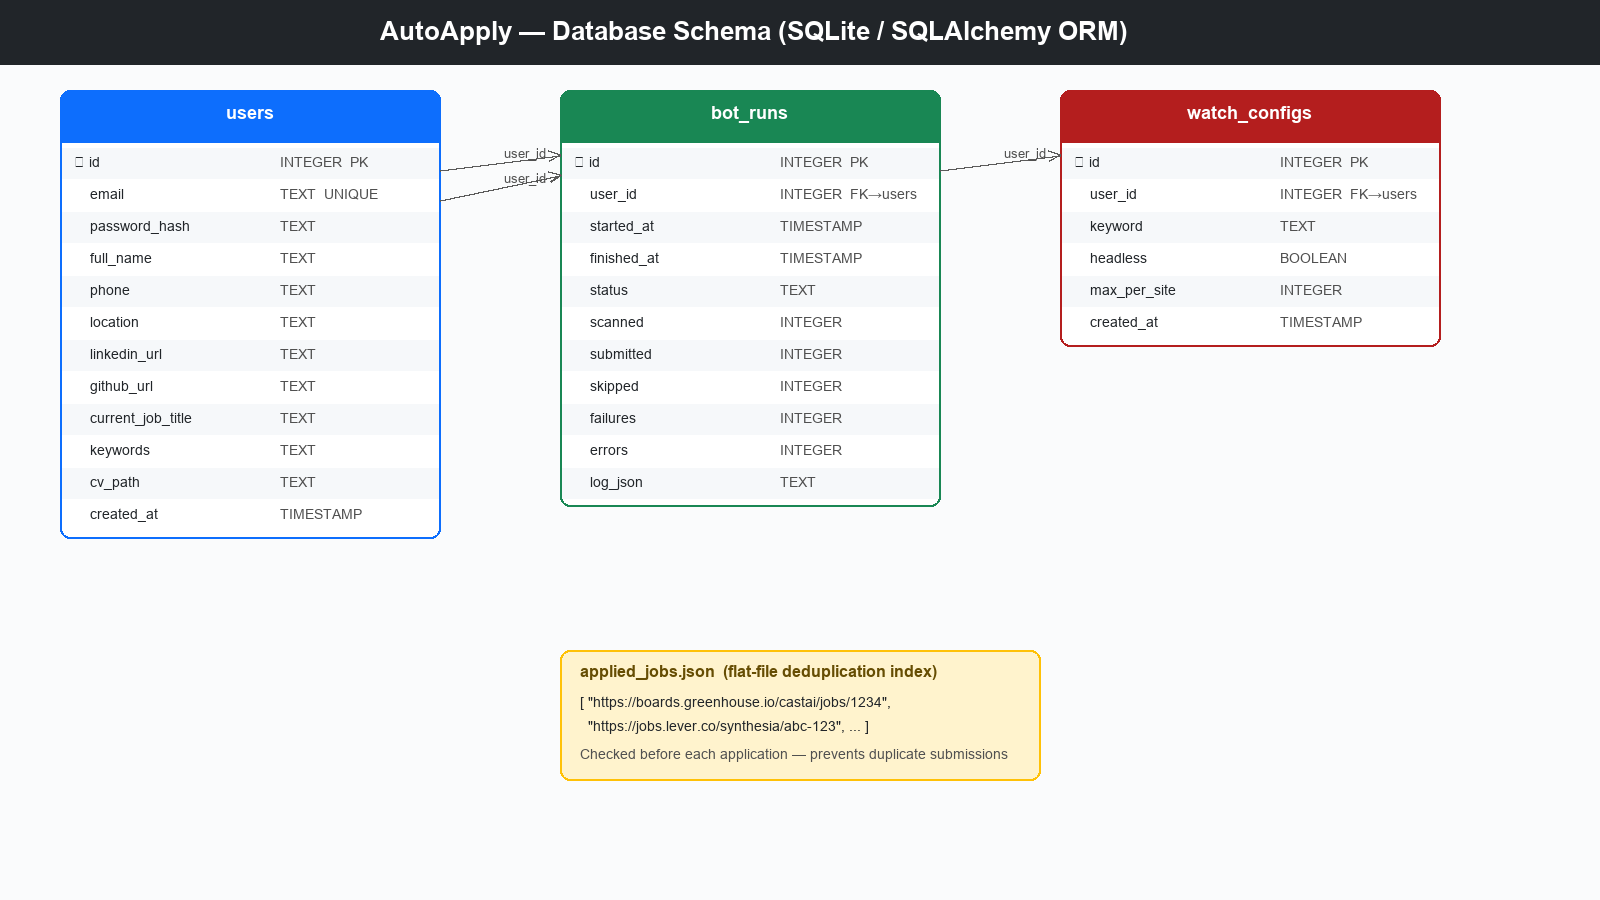 AutoApply — Database Schema (SQLite / SQLAlchemy ORM)
users
id INTEGER PK
email TEXT UNIQUE
password_hash TEXT
full_name TEXT
phone TEXT
location TEXT
linkedin_url TEXT
github_url TEXT
current_job_title TEXT
keywords TEXT
cv_path TEXT
created_at TIMESTAMP
user_id
user_id
bot_runs
id INTEGER PK
user_id INTEGER FK→users
started_at TIMESTAMP
finished_at TIMESTAMP
status TEXT
scanned INTEGER
submitted INTEGER
skipped INTEGER
failures INTEGER
errors INTEGER
log_json TEXT
user_id
watch_configs
id INTEGER PK
user_id INTEGER FK→users
keyword TEXT
headless BOOLEAN
max_per_site INTEGER
created_at TIMESTAMP
applied_jobs.json (flat-file deduplication index)
[ "https://boards.greenhouse.io/castai/jobs/1234",
"https://jobs.lever.co/synthesia/abc-123", ... ]
Checked before each application — prevents duplicate submissions